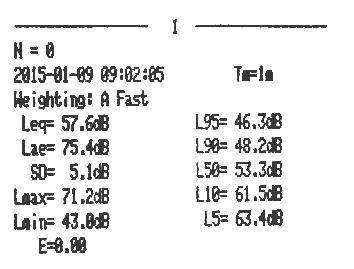 1
N = 0
2015-01-09 09:02:05 Tm=1m
Weighting: A Fast
Leq= 57.6dB L95= 46.3dB
Lae= 75.4dB L90= 48.2dB
SD= 5.1dB L50= 53.3dB
Lmax= 71.2dB L10= 61.5dB
Lmin= 43.0dB L5= 63.4dB
E=0.00